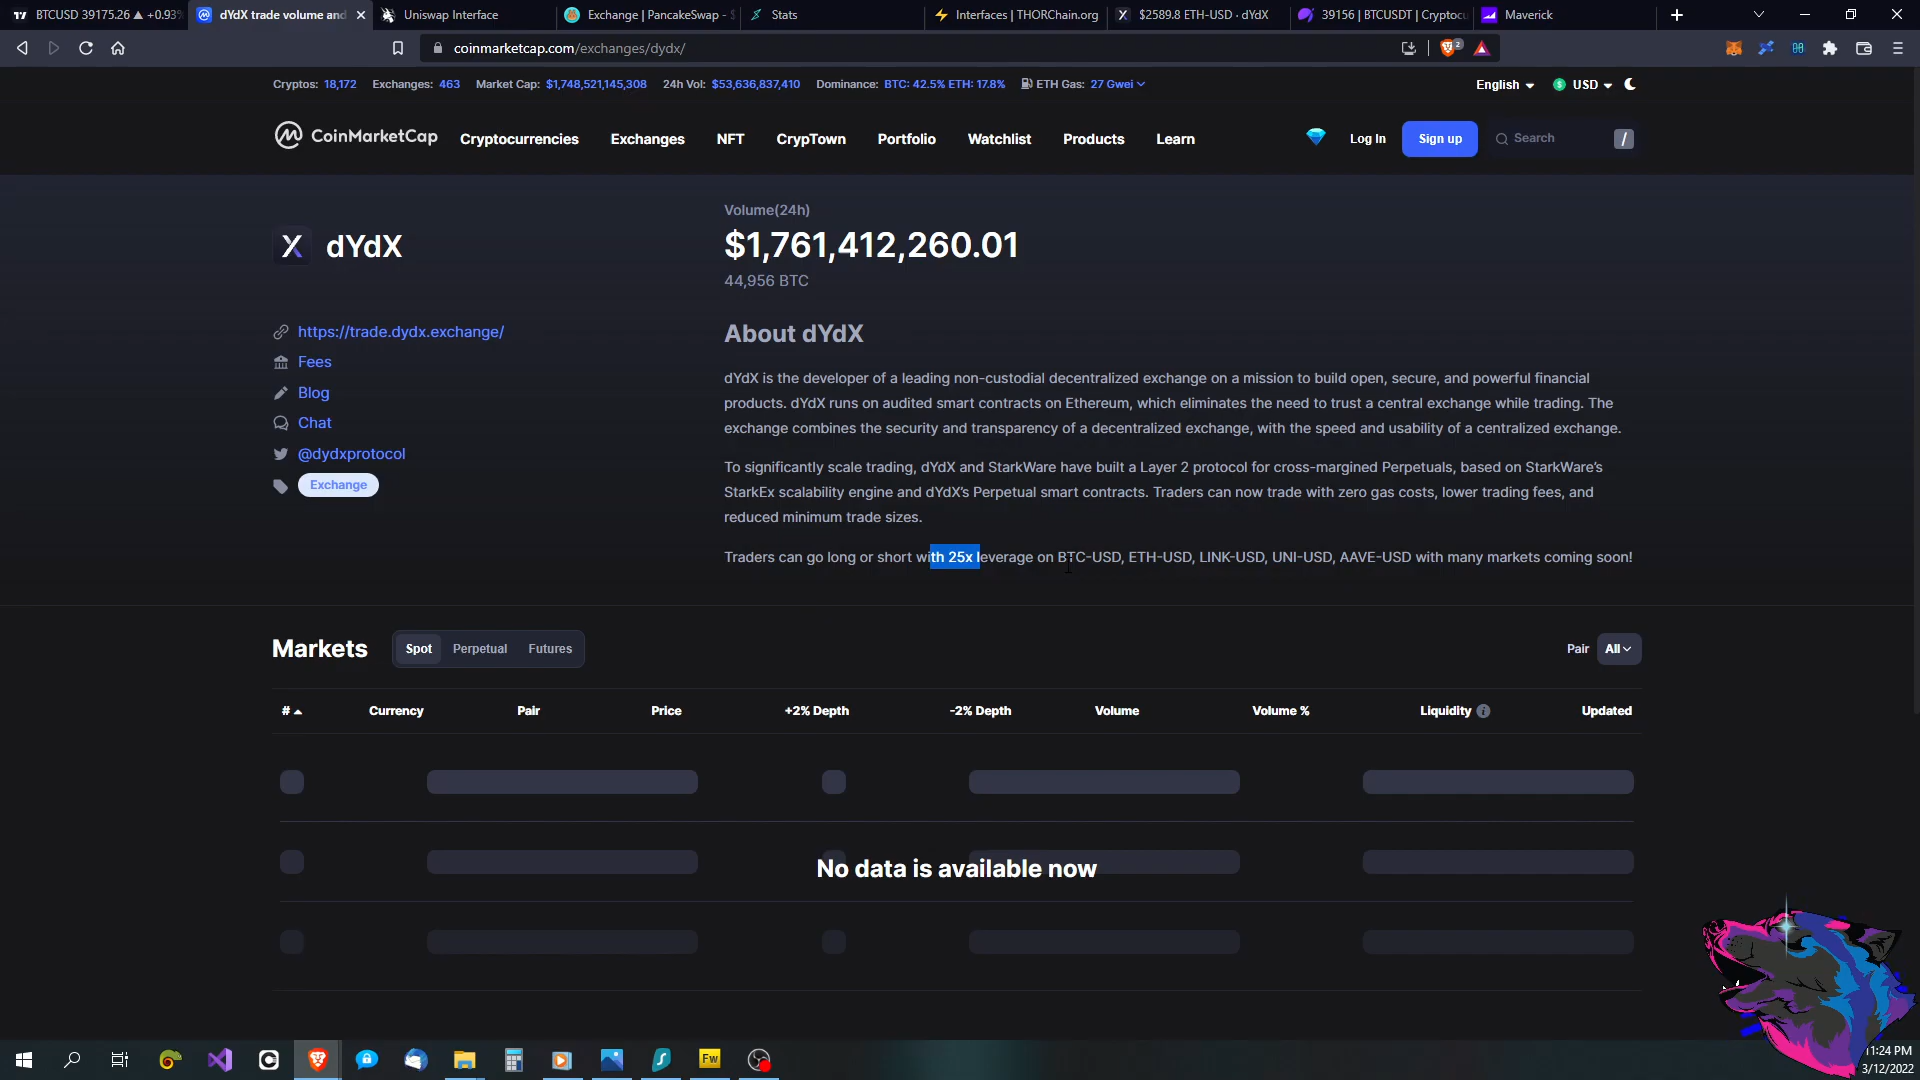 BTCUSD 39175.26 ▲ +0.93%
dYdX trade volume and
Uniswap Interface
Exchange | PancakeSwap - $
Stats
Interfaces | THORChain.org
$2589.8 ETH-USD · dYdX
39156 | BTCUSDT | Cryptocu
Maverick
coinmarketcap.com/exchanges/dydx/
2
Cryptos: 18,172 Exchanges: 463 Market Cap: $1,748,521,145,308 24h Vol: $53,636,837,410 Dominance: BTC: 42.5% ETH: 17.8% ETH Gas: 27 Gwei
English USD
CoinMarketCap Cryptocurrencies Exchanges NFT CrypTown Portfolio Watchlist Products Learn Log In Sign up Search /
Volume(24h)
dYdX
$1,761,412,260.01
44,956 BTC
https://trade.dydx.exchange/
Fees
Blog
Chat
@dydxprotocol
Exchange
About dYdX
dYdX is the developer of a leading non-custodial decentralized exchange on a mission to build open, secure, and powerful financial
products. dYdX runs on audited smart contracts on Ethereum, which eliminates the need to trust a central exchange while trading. The
exchange combines the security and transparency of a decentralized exchange, with the speed and usability of a centralized exchange.
To significantly scale trading, dYdX and StarkWare have built a Layer 2 protocol for cross-margined Perpetuals, based on StarkWare's
StarkEx scalability engine and dYdX's Perpetual smart contracts. Traders can now trade with zero gas costs, lower trading fees, and
reduced minimum trade sizes.
Traders can go long or short with 25x leverage on BTC-USD, ETH-USD, LINK-USD, UNI-USD, AAVE-USD with many markets coming soon!
Markets Spot Perpetual Futures Pair All
# Currency Pair Price +2% Depth -2% Depth Volume Volume % Liquidity Updated
No data is available now
Fw
11:24 PM
3/12/2022